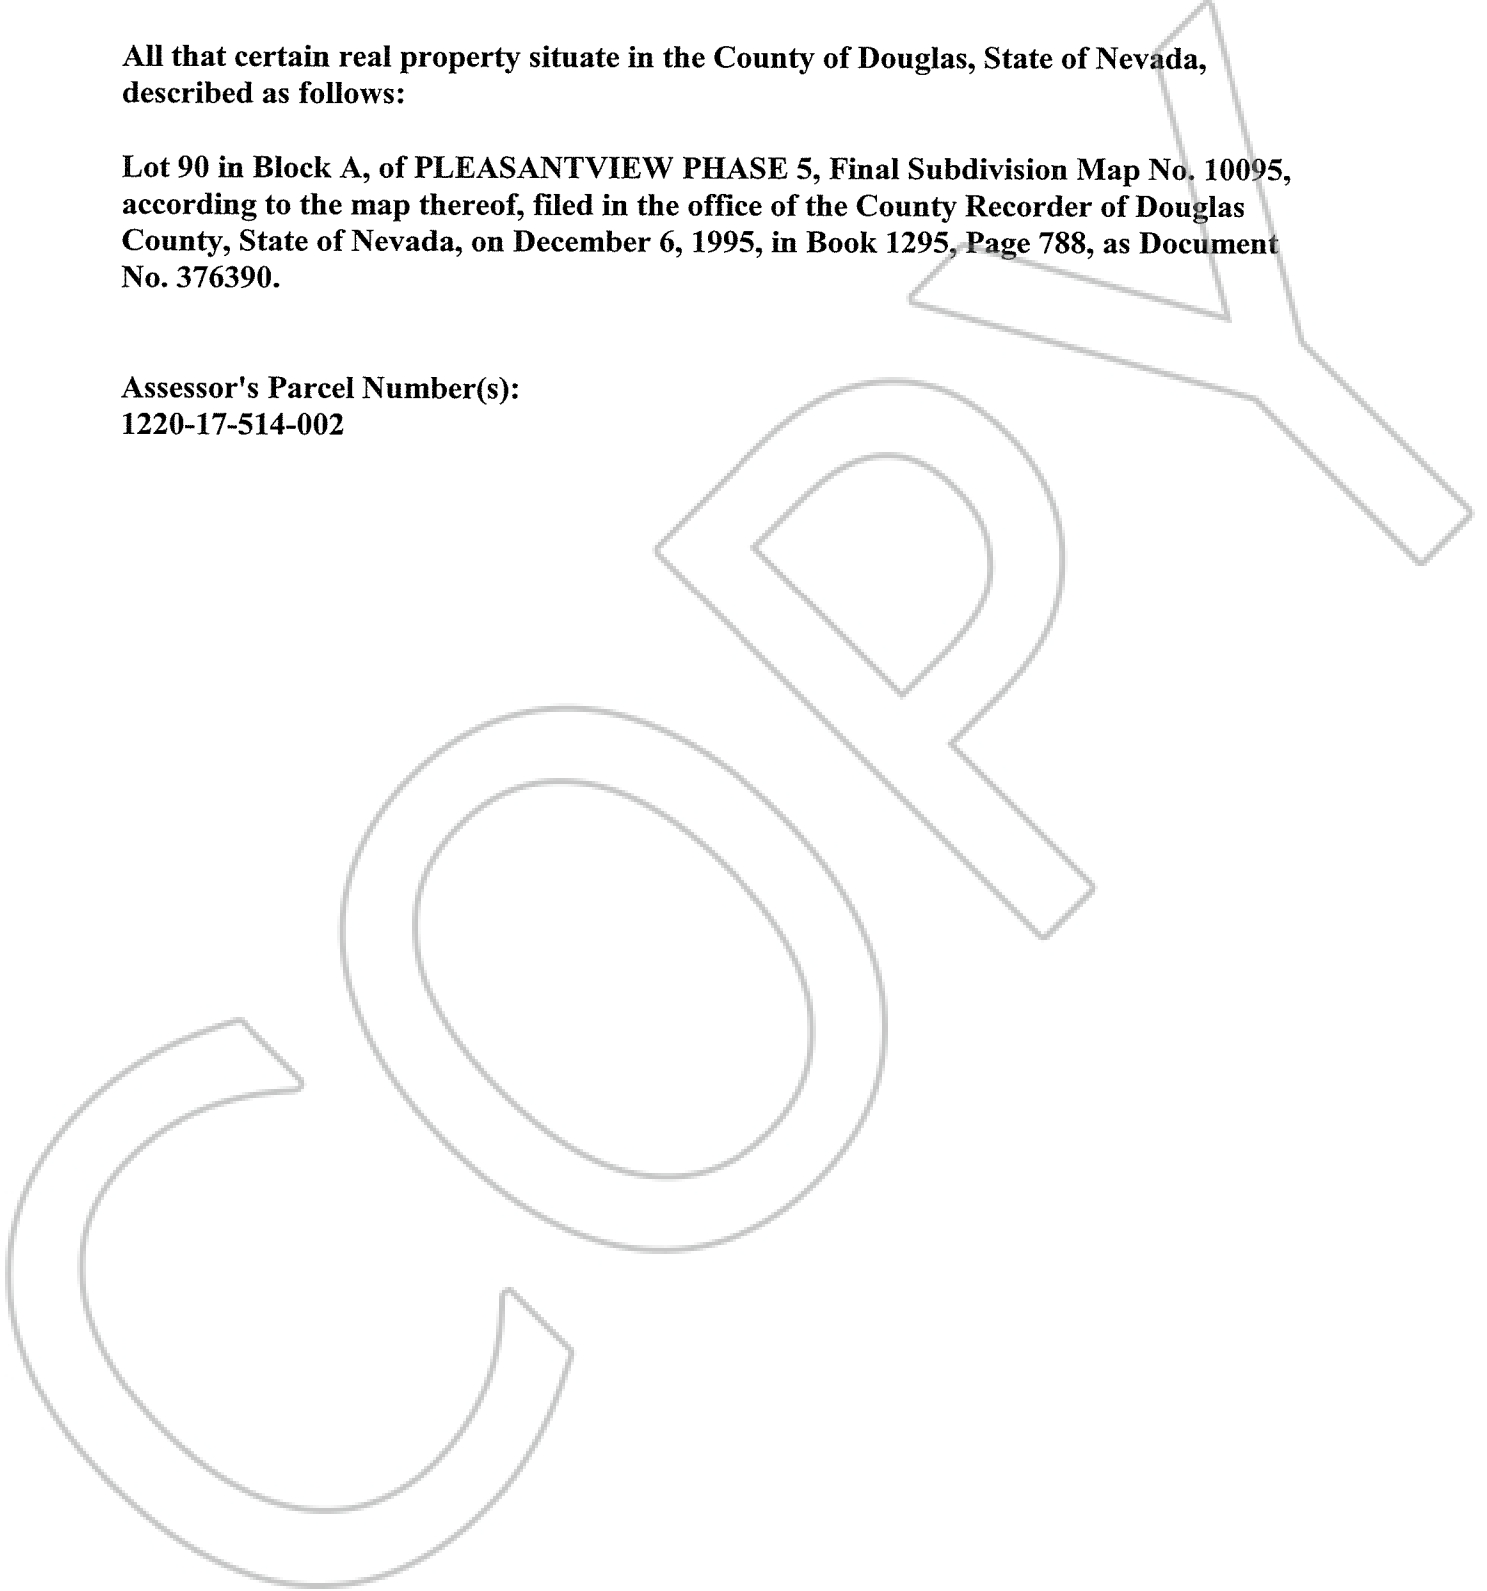 All that certain real property situate in the County of Douglas, State of Nevada,
described as follows:
Lot 90 in Block A, of PLEASANTVIEW PHASE 5, Final Subdivision Map No. 10095,
according to the map thereof, filed in the office of the County Recorder of Douglas
County, State of Nevada, on December 6, 1995, in Book 1295, Page 788, as Document
No. 376390.
Assessor's Parcel Number(s):
1220-17-514-002
COPY